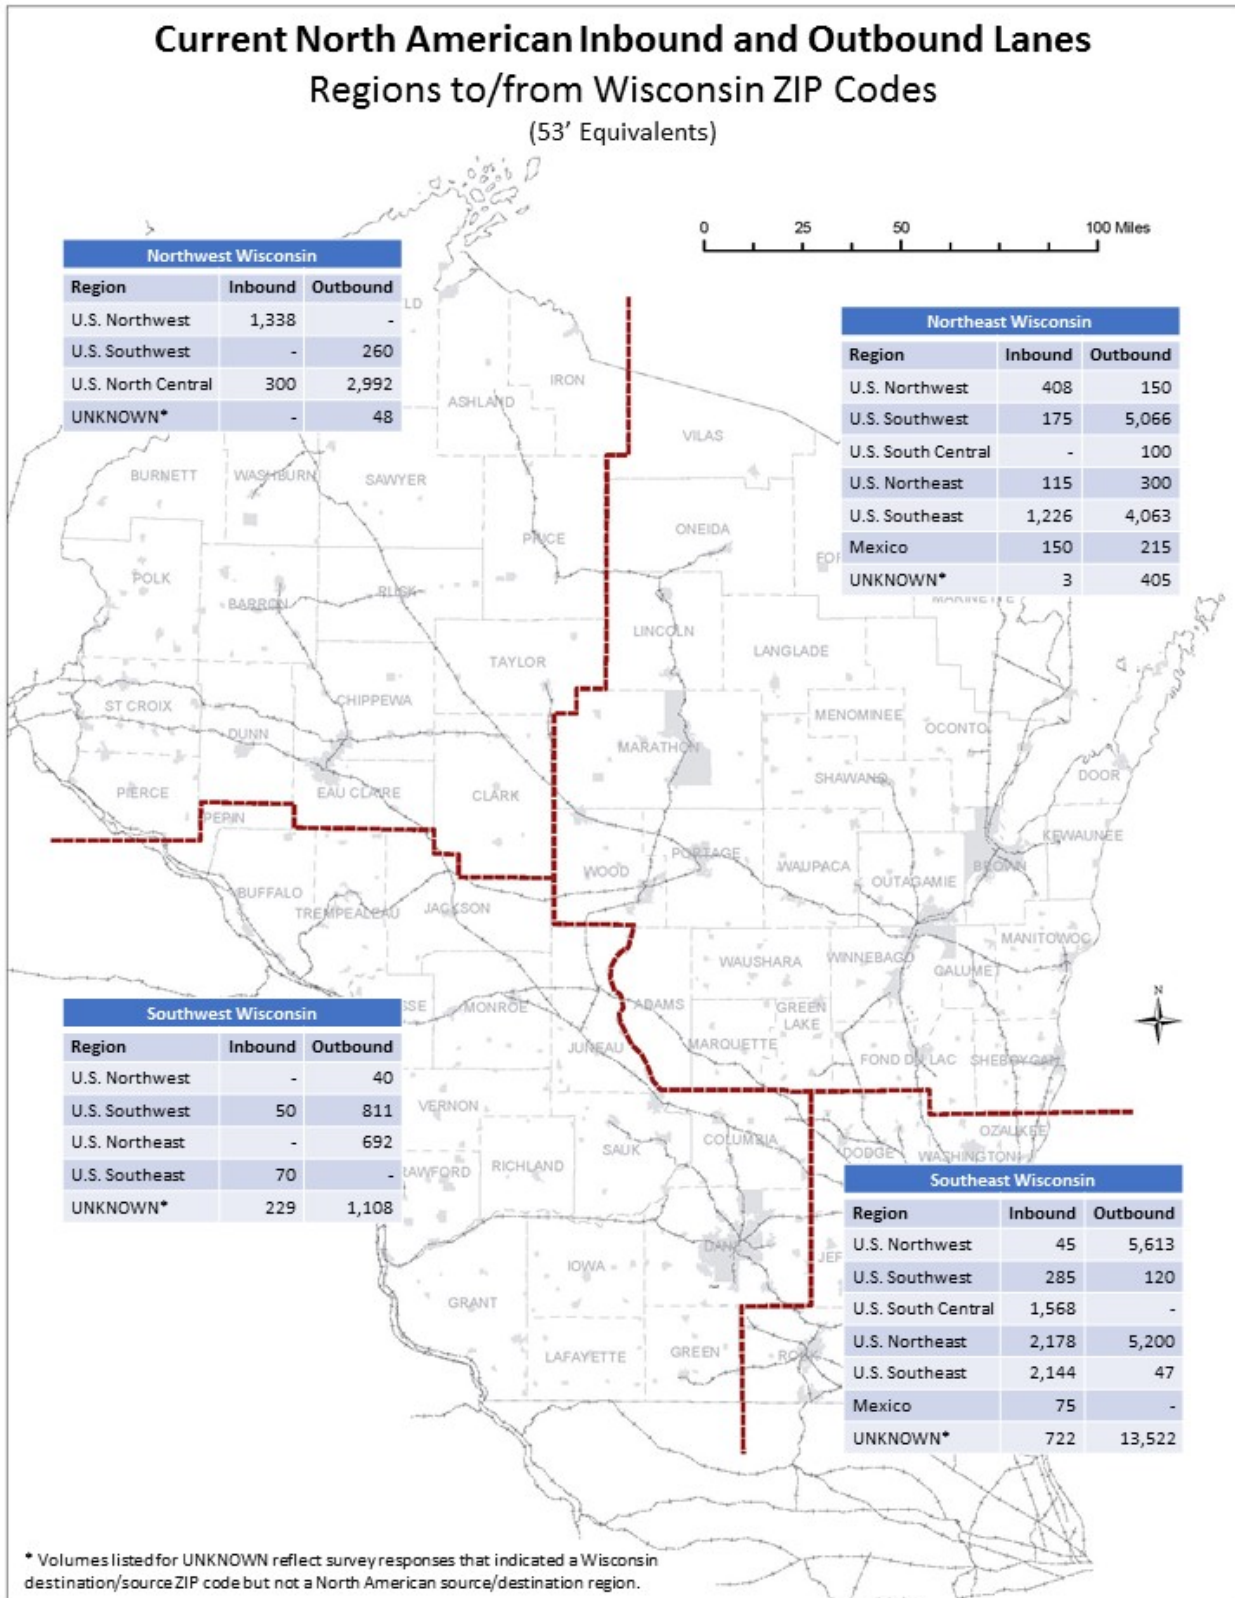 Current North American Inbound and Outbound Lanes
Regions to/from Wisconsin ZIP Codes
(53’ Equivalents)
0 25 50 100 Miles
Northwest Wisconsin
Region Inbound Outbound
U.S. Northwest 1,338 -
U.S. Southwest - 260
U.S. North Central 300 2,992
UNKNOWN* - 48
LD
Northeast Wisconsin
Region Inbound Outbound
U.S. Northwest 408 150
U.S. Southwest 175 5,066
U.S. South Central - 100
U.S. Northeast 115 300
U.S. Southeast 1,226 4,063
Mexico 150 215
UNKNOWN* 3 405
IRON
ASHLAND
VILAS
BURNETT
WASHBURN
SAWYER
ONEIDA
PRICE
FOR
POLK
BARRON
RUSK
MARINETTE
LINCOLN
LANGLADE
TAYLOR
CHIPPEWA
ST CROIX
DUNN
MENOMINEE
OCONTO
MARATHON
SHAWANO
DOOR
PIERCE
EAU CLAIRE
CLARK
PEPIN
KEWAUNEE
PORTAGE
WAUPACA
BROWN
WOOD
OUTAGAMIE
BUFFALO
TREMPEALEAU
JACKSON
MANITOWOC
WAUSHARA
WINNEBAGO
CALUMET
SSE
MONROE
ADAMS
GREEN
LAKE
N
JUNEAU
MARQUETTE
FOND DU LAC
SHEBOYGAN
Southwest Wisconsin
Region Inbound Outbound
U.S. Northwest - 40
U.S. Southwest 50 811
U.S. Northeast - 692
U.S. Southeast 70 -
UNKNOWN* 229 1,108
VERNON
SAUK
COLUMBIA
DODGE
WASHINGTON
OZAUKEE
RAWFORD
RICHLAND
DANE
JEF
IOWA
GRANT
LAFAYETTE
GREEN
ROCK
Southeast Wisconsin
Region Inbound Outbound
U.S. Northwest 45 5,613
U.S. Southwest 285 120
U.S. South Central 1,568 -
U.S. Northeast 2,178 5,200
U.S. Southeast 2,144 47
Mexico 75 -
UNKNOWN* 722 13,522
* Volumes listed for UNKNOWN reflect survey responses that indicated a Wisconsin
destination/source ZIP code but not a North American source/destination region.